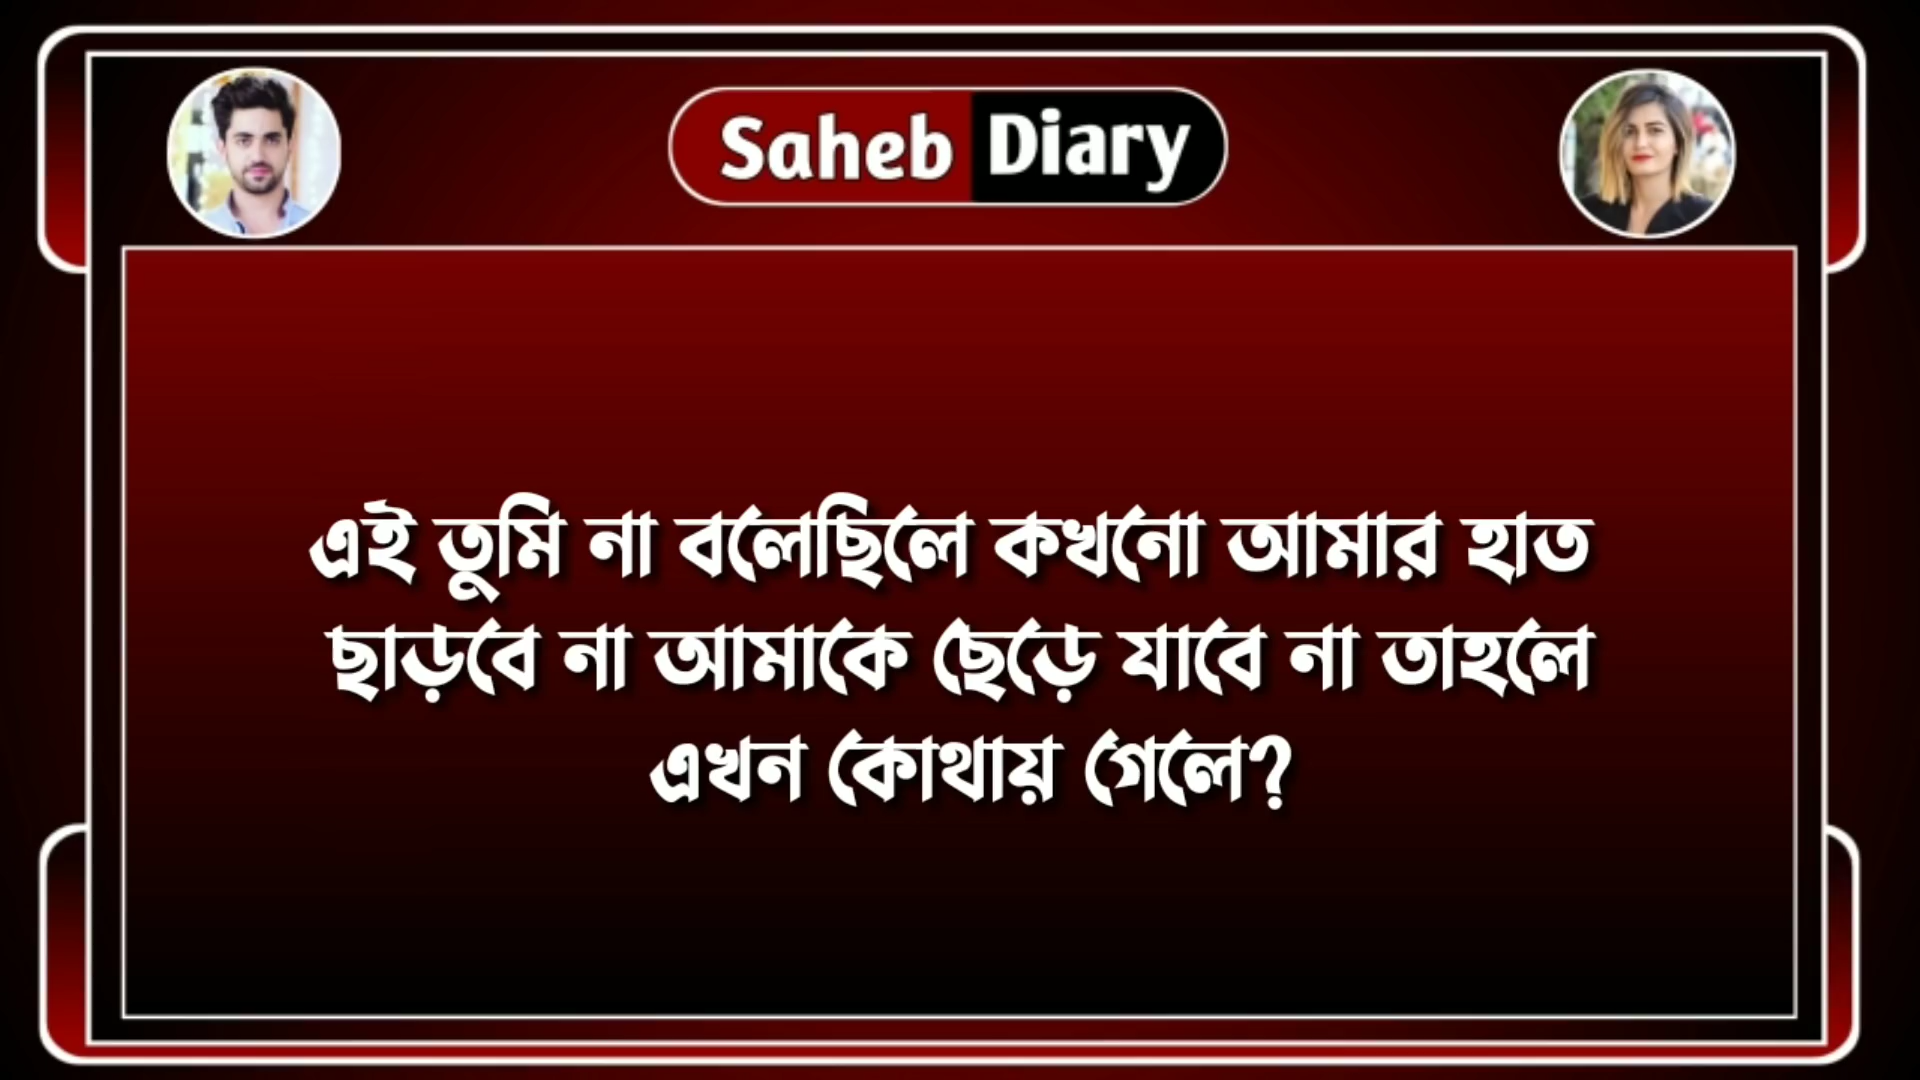 Saheb Diary
এই তুমি না বলেছিলে কখনো আমার হাত
ছাড়বে না আমাকে ছেড়ে যাবে না তাহলে
এখন কোথায় গেলে?